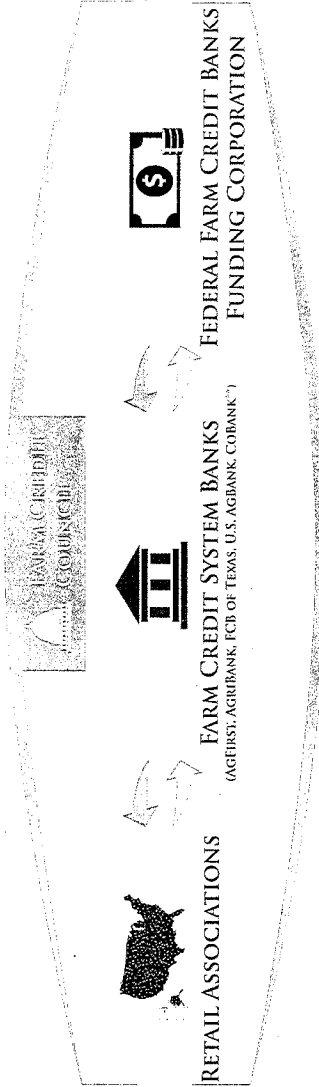 FARM CREDIT
COUNCIL
RETAIL ASSOCIATIONS
FARM CREDIT SYSTEM BANKS
(AGFIRST, AGRIBANK, FCB OF TEXAS, U.S. AGBANK, COBANK)
$
FEDERAL FARM CREDIT BANKS
FUNDING CORPORATION